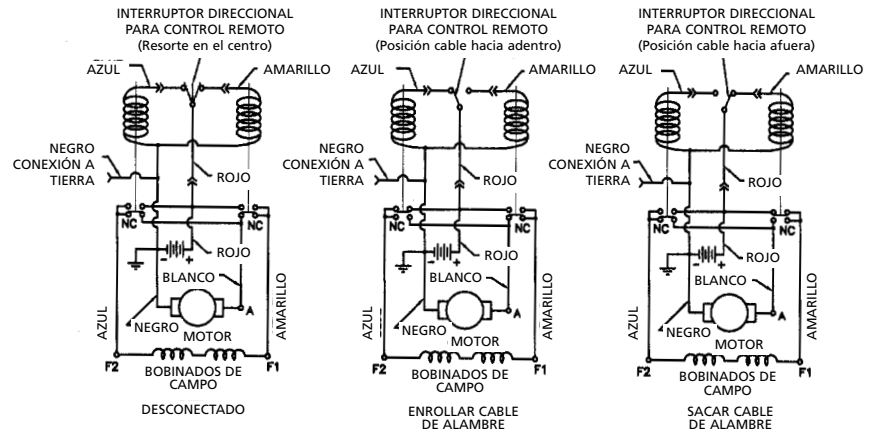 INTERRUPTOR DIRECCIONAL
PARA CONTROL REMOTO
(Resorte en el centro)
AZUL
AMARILLO
NEGRO
CONEXIÓN A
TIERRA
ROJO
NC
NC
- +
ROJO
BLANCO
AZUL
AMARILLO
A
NEGRO
MOTOR
F2
F1
BOBINADOS DE
CAMPO
DESCONECTADO
INTERRUPTOR DIRECCIONAL
PARA CONTROL REMOTO
(Posición cable hacia adentro)
AZUL
AMARILLO
NEGRO
CONEXIÓN A
TIERRA
ROJO
NC
NC
- +
ROJO
BLANCO
AZUL
AMARILLO
A
NEGRO
MOTOR
F2
F1
BOBINADOS DE
CAMPO
ENROLLAR CABLE
DE ALAMBRE
INTERRUPTOR DIRECCIONAL
PARA CONTROL REMOTO
(Posición cable hacia afuera)
AZUL
AMARILLO
NEGRO
CONEXIÓN A
TIERRA
ROJO
NC
NC
- +
ROJO
BLANCO
AZUL
AMARILLO
A
NEGRO
MOTOR
F2
F1
BOBINADOS DE
CAMPO
SACAR CABLE
DE ALAMBRE